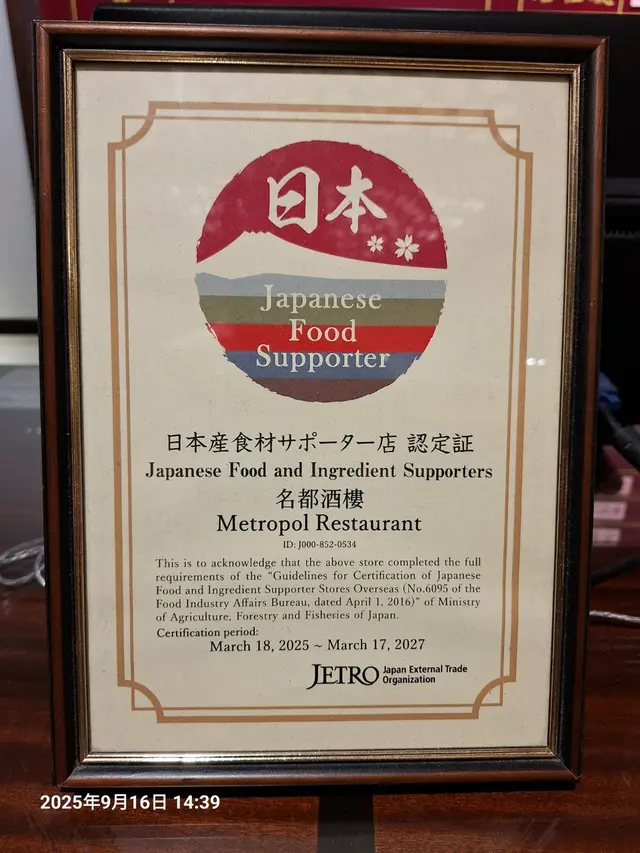 日本
Japanese
Food
Supporter
日本産食材サポーター店 認定証
Japanese Food and Ingredient Supporters
名都酒樓
Metropol Restaurant
ID: J000-852-0534
This is to acknowledge that the above store completed the full
requirements of the "Guidelines for Certification of Japanese
Food and Ingredient Supporter Stores Overseas (No.6095 of
the Food Industry Affairs Bureau, dated April 1, 2016)" of Ministry
of Agriculture, Forestry and Fisheries of Japan.
Certification period:
March 18, 2025 ~ March 17, 2027
JETRO Japan External Trade
Organization
2025年9月16日 14:39